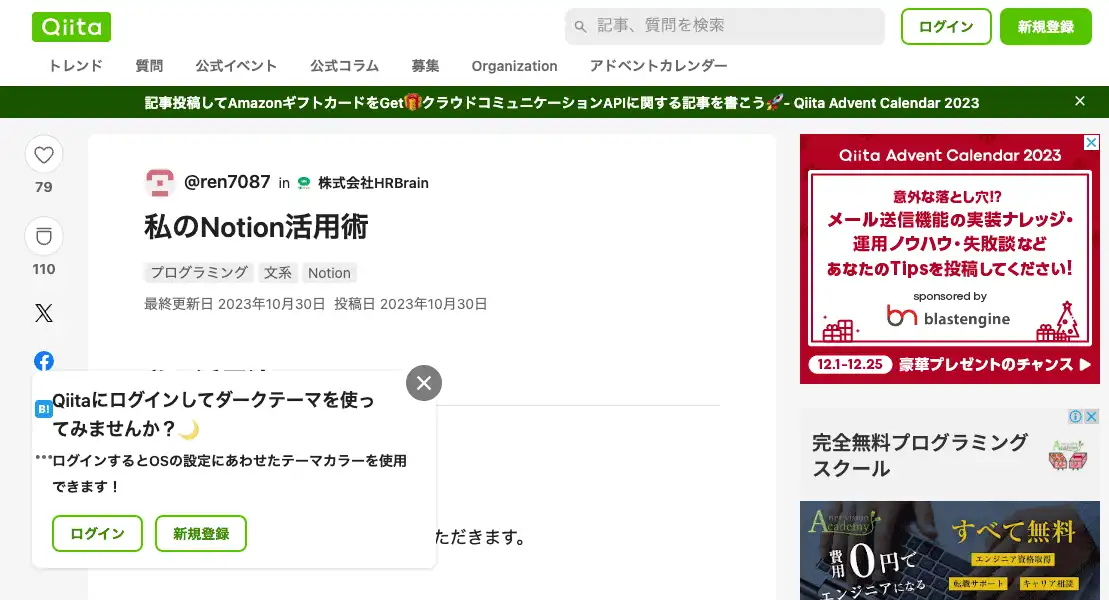 Qiita
記事、質問を検索
ログイン
新規登録
トレンド 質問 公式イベント 公式コラム 募集 Organization アドベントカレンダー
記事投稿してAmazonギフトカードをGet🎁クラウドコミュニケーションAPIに関する記事を書こう🚀- Qiita Advent Calendar 2023
79
110
@ren7087 in 株式会社HRBrain
私のNotion活用術
プログラミング 文系 Notion
最終更新日 2023年10月30日 投稿日 2023年10月30日
B!
Qiitaにログインしてダークテーマを使っ
てみませんか？🌙
ログインするとOSの設定にあわせたテーマカラーを使用
できます！
ログイン 新規登録
ただきます。
Qiita Advent Calendar 2023
意外な落とし穴!?
メール送信機能の実装ナレッジ・
運用ノウハウ・失敗談など
あなたのTipsを投稿してください!
sponsored by
bn blastengine
12.1-12.25 豪華プレゼントのチャンス
完全無料プログラミング
スクール
Academy
すべて無料
費用0円で
エンジニア資格取得
エンジニアになる
転職サポート キャリア相談